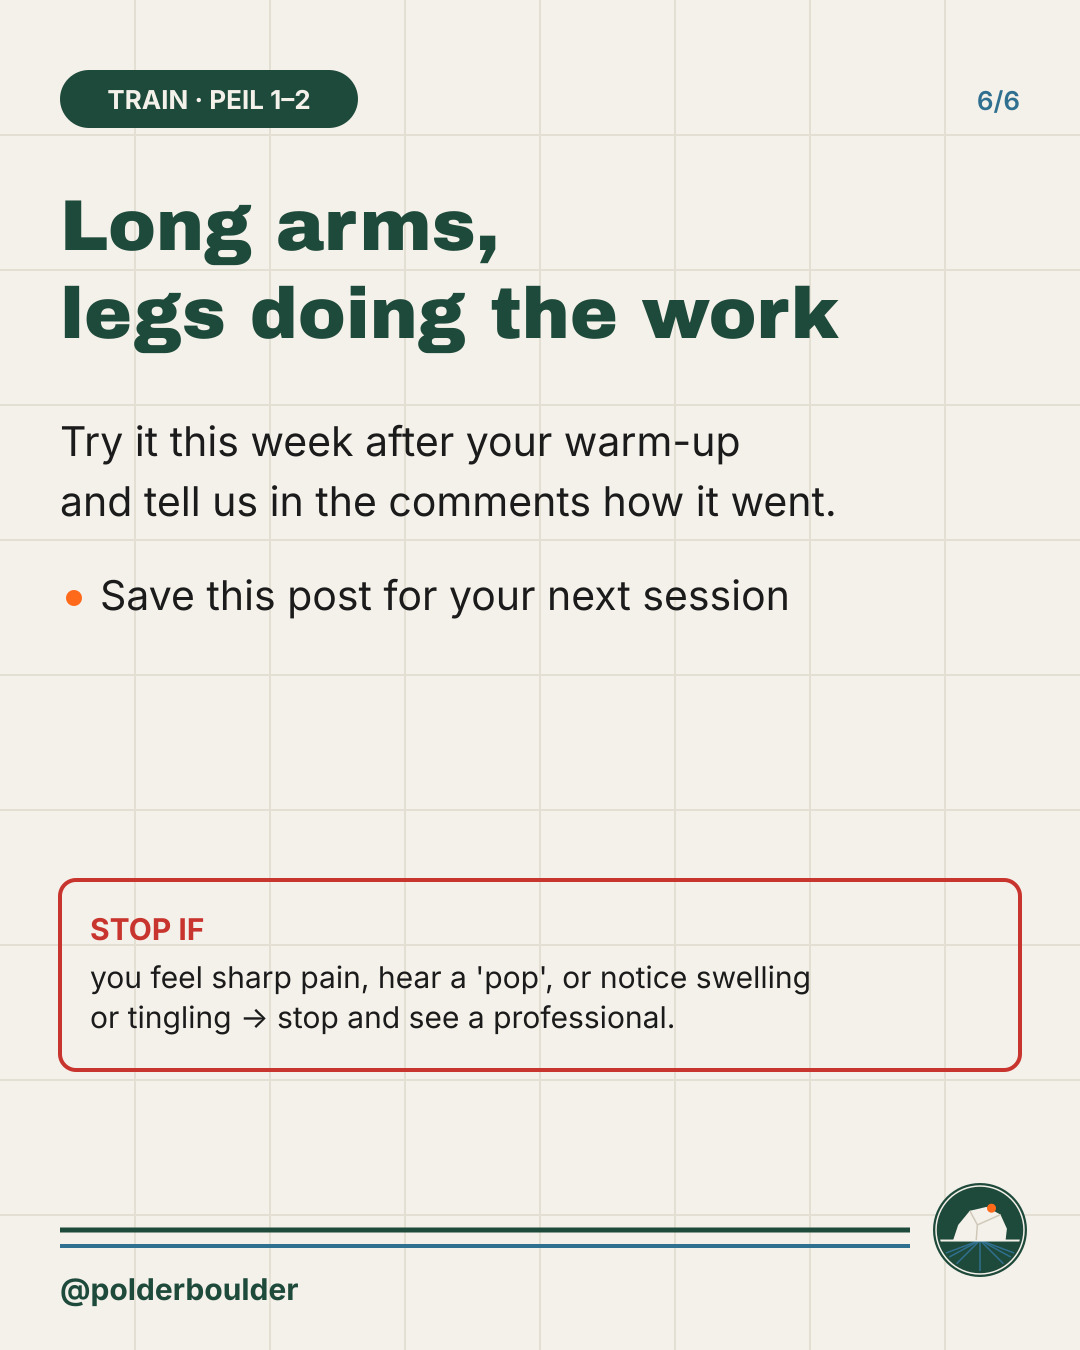 TRAIN · PEIL 1–2
6/6
Long arms,
legs doing the work
Try it this week after your warm-up
and tell us in the comments how it went.
• Save this post for your next session
STOP IF
you feel sharp pain, hear a 'pop', or notice swelling
or tingling → stop and see a professional.
@polderboulder